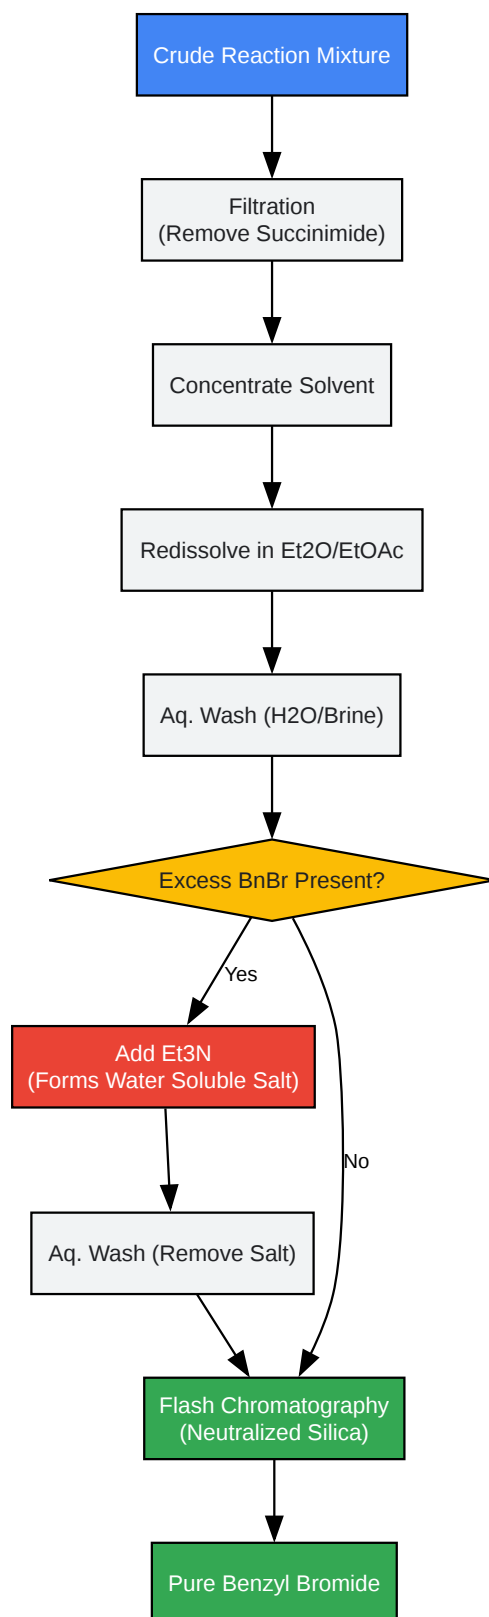 Crude Reaction Mixture
Filtration
(Remove Succinimide)
Concentrate Solvent
Redissolve in Et2O/EtOAc
Aq. Wash (H2O/Brine)
Excess BnBr Present?
Yes
Add Et3N
(Forms Water Soluble Salt)
No
Aq. Wash (Remove Salt)
Flash Chromatography
(Neutralized Silica)
Pure Benzyl Bromide